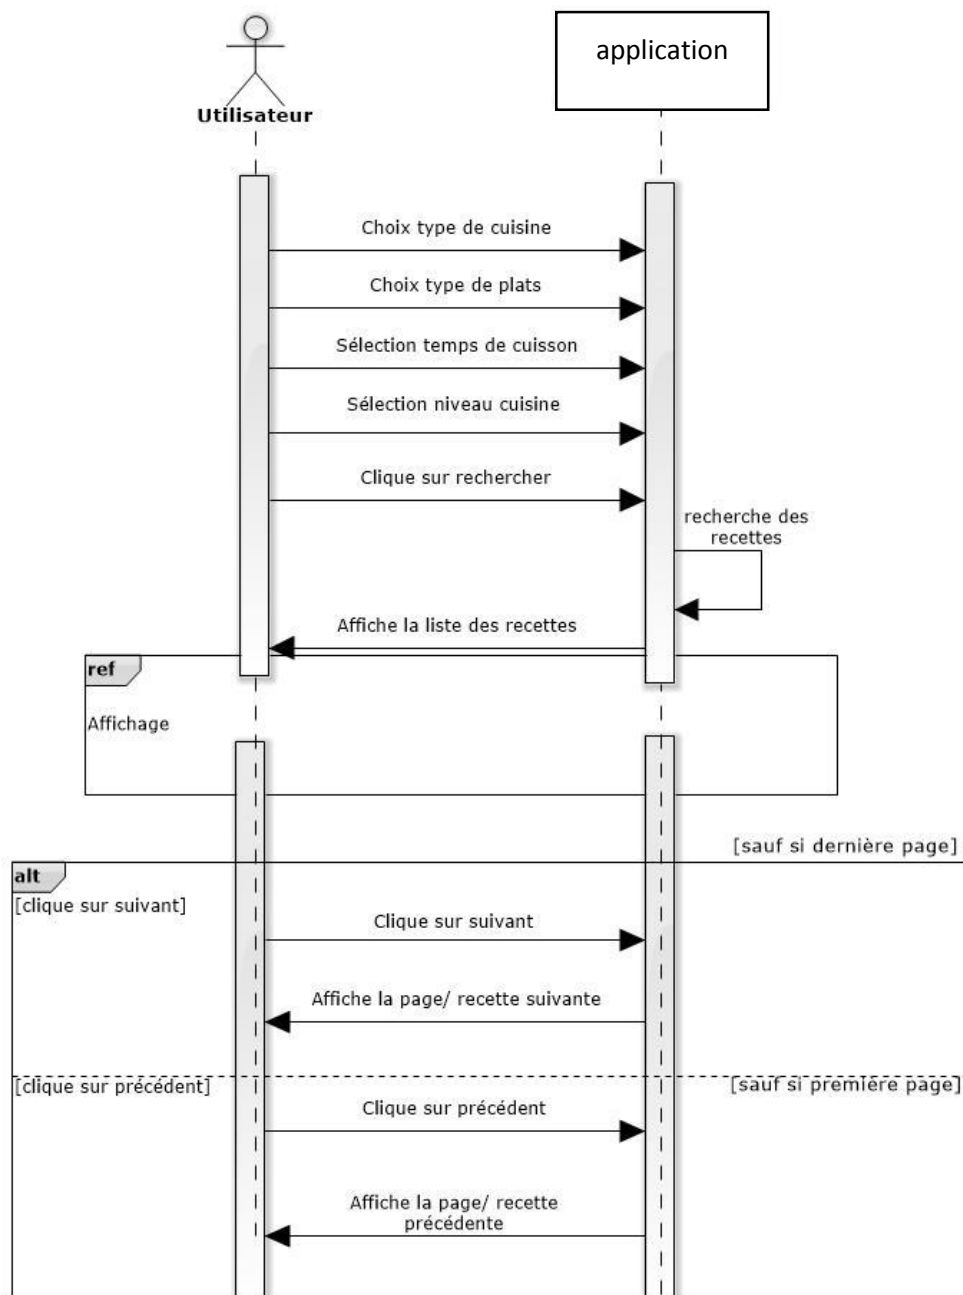 Utilisateur
application
Choix type de cuisine
Choix type de plats
Sélection temps de cuisson
Sélection niveau cuisine
Clique sur rechercher
recherche des
recettes
Affiche la liste des recettes
ref
Affichage
[sauf si dernière page]
alt
[clique sur suivant]
Clique sur suivant
Affiche la page/ recette suivante
[clique sur précédent]
[sauf si première page]
Clique sur précédent
Affiche la page/ recette
précédente